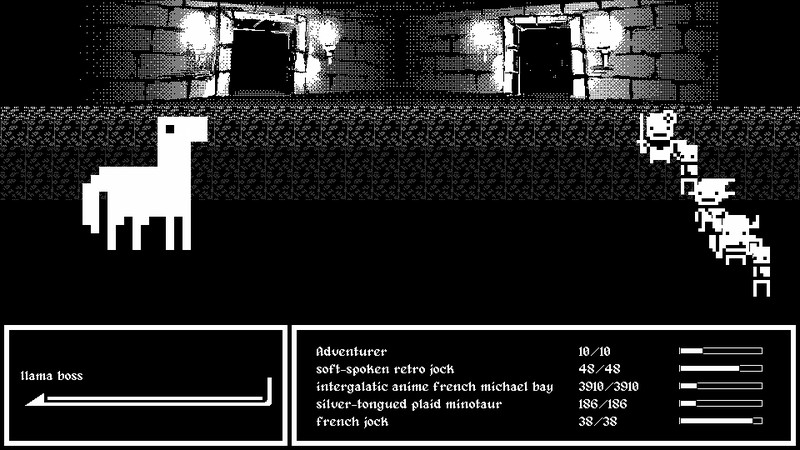 llama boss
Adventurer 10/10
soft-spoken retro jock 48/48
intergalatic anime french michael bay 3910/3910
silver-tongued plaid minotaur 186/186
french jock 38/38